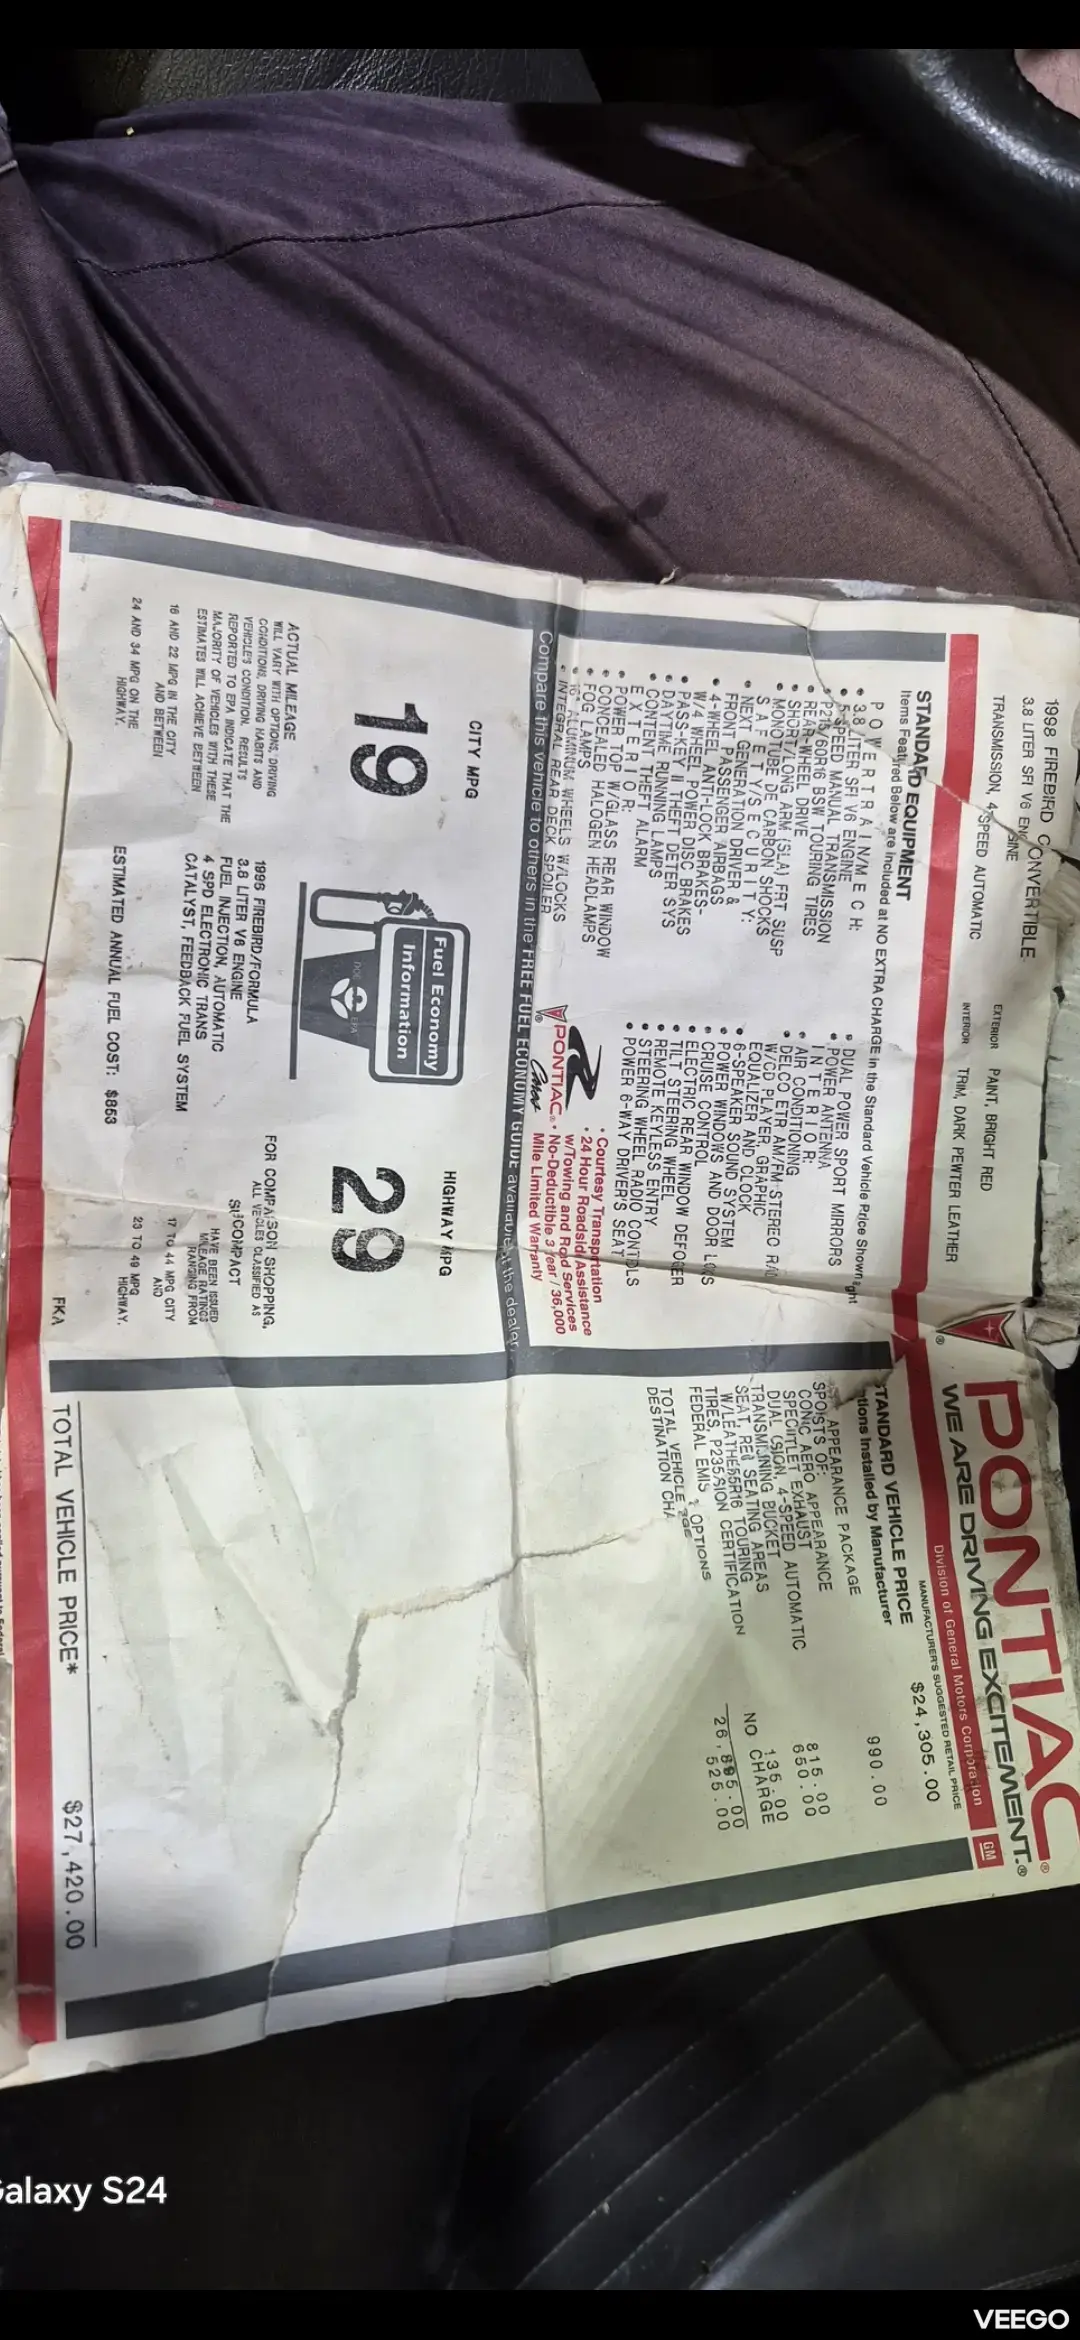 1998 FIREBIRD CONVERTIBLE
3.8 LITER SFI V6 ENGINE
TRANSMISSION, 4-SPEED AUTOMATIC
EXTERIOR PAINT, BRIGHT RED
INTERIOR TRIM, DARK PEWTER LEATHER
STANDARD EQUIPMENT
Items Featured Below are included at NO EXTRA CHARGE in the Standard Vehicle Price Shown
P O W E R T R A I N / M E C H:
• 3.8 LITER SFI V6 ENGINE
• 5-SPEED MANUAL TRANSMISSION
• P215/60R16 BSW TOURING TIRES
• REAR-WHEEL DRIVE
• SHORT/LONG ARM (SLA) FRT SUSP
• MONOTUBE DE CARBON SHOCKS
S A F E T Y / S E C U R I T Y:
• NEXT GENERATION DRIVER &
FRONT PASSENGER AIRBAGS
• 4-WHEEL ANTI-LOCK BRAKES-
W/4 WHEEL POWER DISC BRAKES
• PASS-KEY II THEFT DETER SYS
• DAYTIME RUNNING LAMPS
• CONTENT THEFT ALARM
E X T E R I O R:
• POWER TOP W/GLASS REAR WINDOW
• CONCEALED HALOGEN HEADLAMPS
• FOG LAMPS
• 16" ALUMINUM WHEELS W/LOCKS
• INTEGRAL REAR DECK SPOILER
• DUAL POWER SPORT MIRRORS
• POWER ANTENNA
I N T E R I O R:
• AIR CONDITIONING
• DELCO ETR AM/FM STEREO
W/CD PLAYER, GRAPHIC
EQUALIZER AND CLOCK
• 6-SPEAKER SOUND SYSTEM
• POWER WINDOWS AND DOOR
• CRUISE CONTROL
• ELECTRIC REAR WINDOW DEFOGER
• TILT STEERING WHEEL
• REMOTE KEYLESS ENTRY
• STEERING WHEEL RADIO
• POWER 6-WAY DRIVER'S SEAT
PONTIAC®
Cares
• Courtesy Transportation
• 24 Hour Roadside Assistance
w/Towing and Road Services
• No-Deductible 3 Year / 36,000
Mile Limited Warranty
Compare this vehicle to others in the FREE FUEL ECONOMY GUIDE available at the dealer
CITY MPG
19
Fuel Economy
Information
DOE EPA
HIGHWAY MPG
29
ACTUAL MILEAGE
WILL VARY WITH OPTIONS, DRIVING
CONDITIONS, DRIVING HABITS AND
VEHICLE'S CONDITION. RESULTS
REPORTED TO EPA INDICATE THAT THE
MAJORITY OF VEHICLES WITH THESE
ESTIMATES WILL ACHIEVE BETWEEN
16 AND 22 MPG IN THE CITY
AND BETWEEN
24 AND 34 MPG ON THE
HIGHWAY.
FIREBIRD/FORMULA
3.8 LITER V6 ENGINE
FUEL INJECTION, AUTOMATIC
4 SPD ELECTRONIC TRANS
CATALYST, FEEDBACK FUEL SYSTEM
ESTIMATED ANNUAL FUEL COST: $853
FOR COMPARISON SHOPPING,
CLASSIFIED AS
SUBCOMPACT
HAVE BEEN ISSUED
MILEAGE RATINGS
RANGING FROM
17 TO 44 MPG CITY
AND
23 TO 49 MPG
HIGHWAY.
FKA
PONTIAC®
WE ARE DRIVING EXCITEMENT.®
Division of General Motors Corporation
GM
MANUFACTURER'S SUGGESTED RETAIL PRICE
STANDARD VEHICLE PRICE $24,305.00
Installed by Manufacturer
APPEARANCE PACKAGE 990.00
AERO APPEARANCE
EXHAUST
4-SPEED AUTOMATIC 815.00
BUCKET 650.00
SEATING AREAS
TOURING 135.00
CERTIFICATION NO CHARGE
OPTIONS
TOTAL VEHICLE
DESTINATION 525.00
TOTAL VEHICLE PRICE* $27,420.00
Galaxy S24
VEEGO